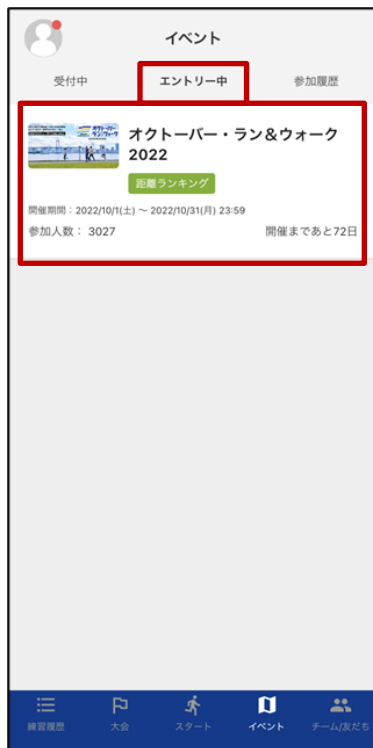 イベント
受付中
エントリー中
参加履歴
オクトーバー・ラン&ウォーク
2022
距離ランキング
開催期間：2022/10/1(土) ～ 2022/10/31(月) 23:59
参加人数： 3027
開催まであと72日
練習履歴
大会
スタート
イベント
チーム/友だち